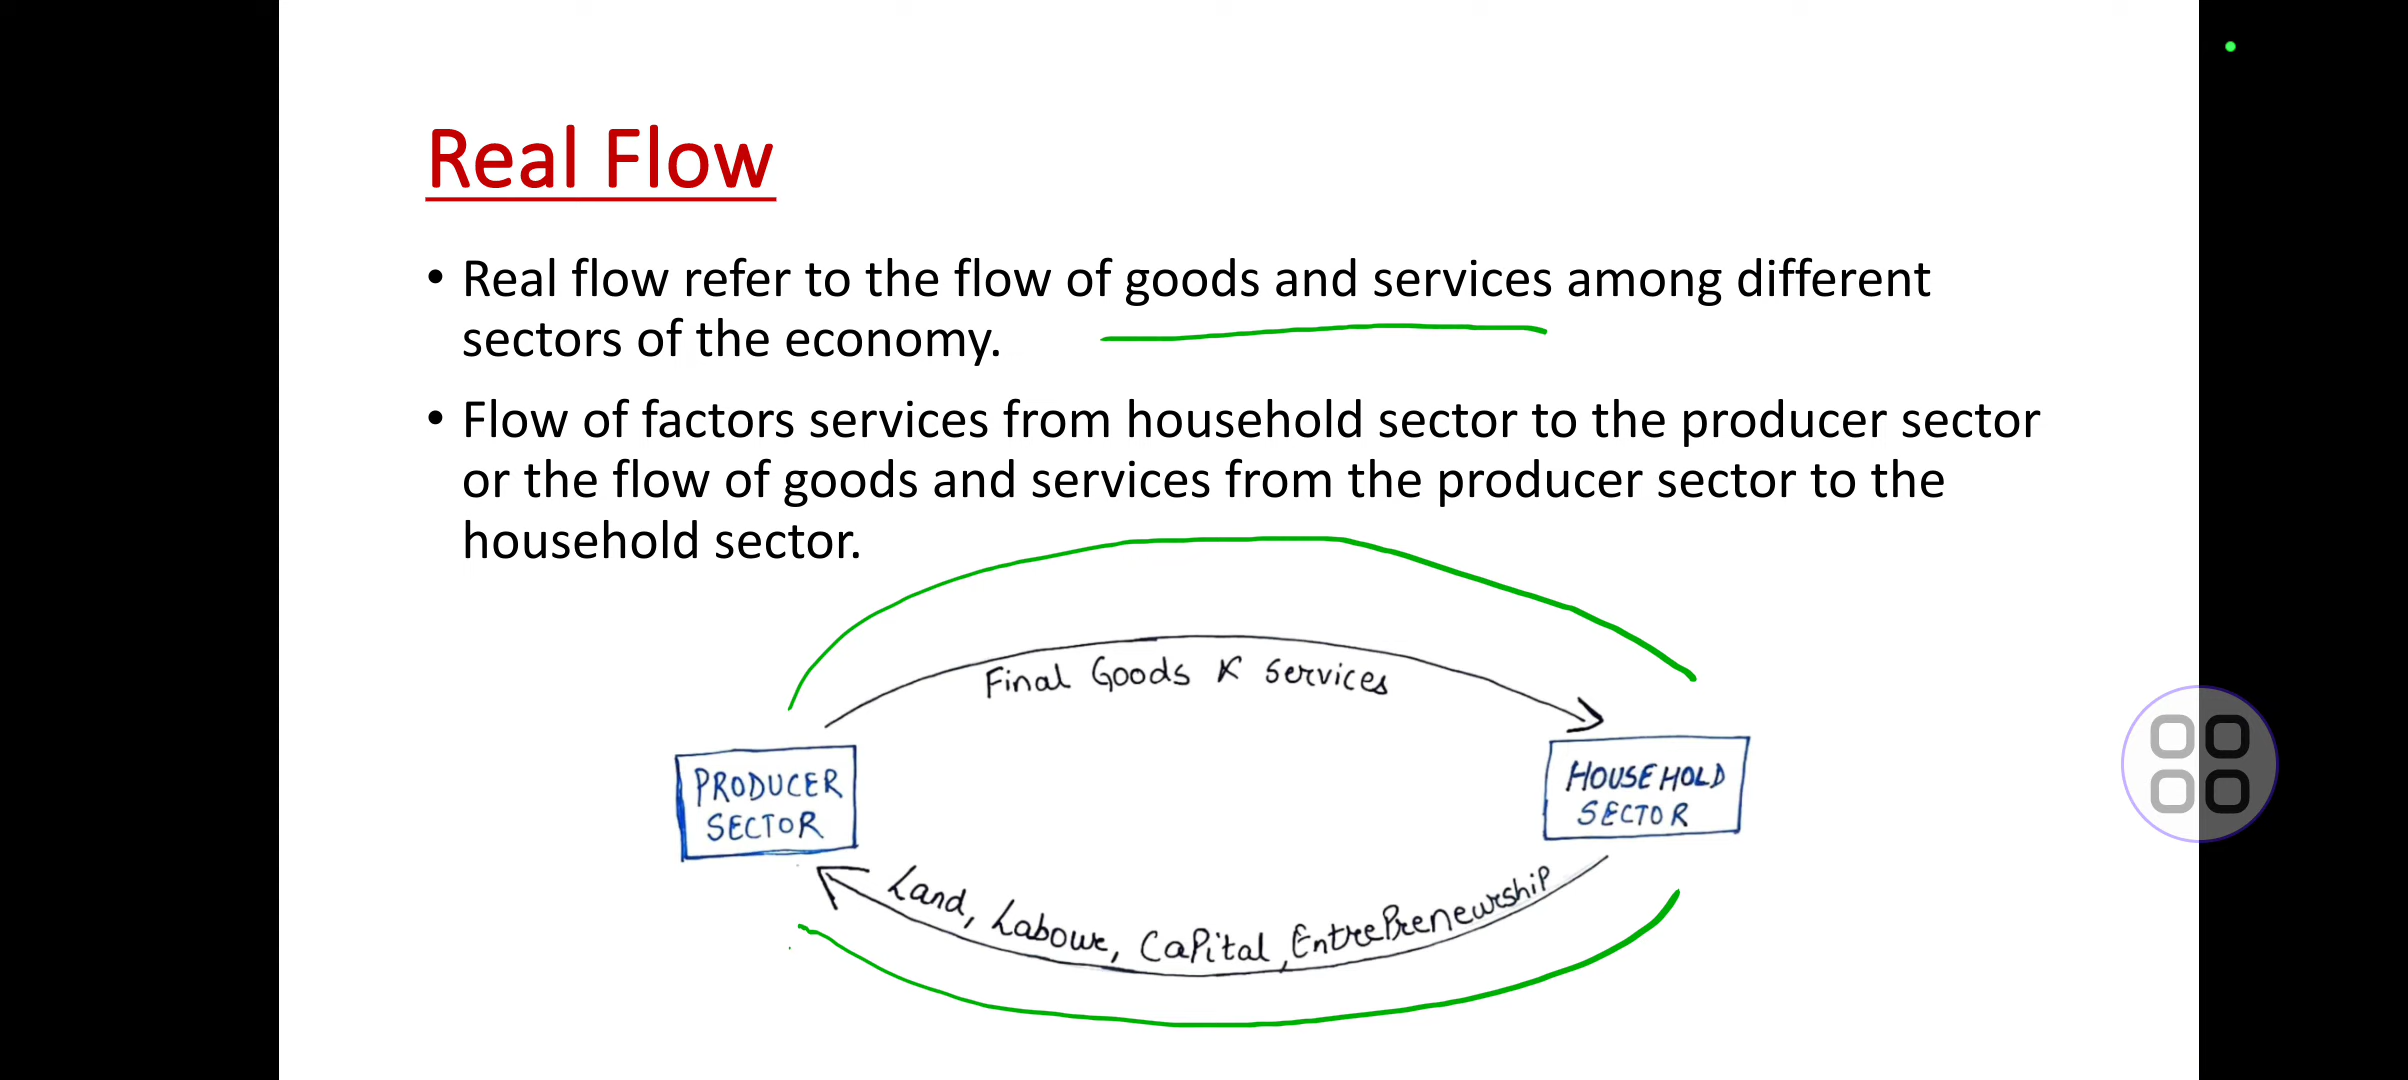 Real Flow
• Real flow refer to the flow of goods and services among different
sectors of the economy.
• Flow of factors services from household sector to the producer sector
or the flow of goods and services from the producer sector to the
household sector.
Final Goods & Services
PRODUCER
SECTOR
HOUSEHOLD
SECTOR
Land, Labour, Capital, Entrepreneurship